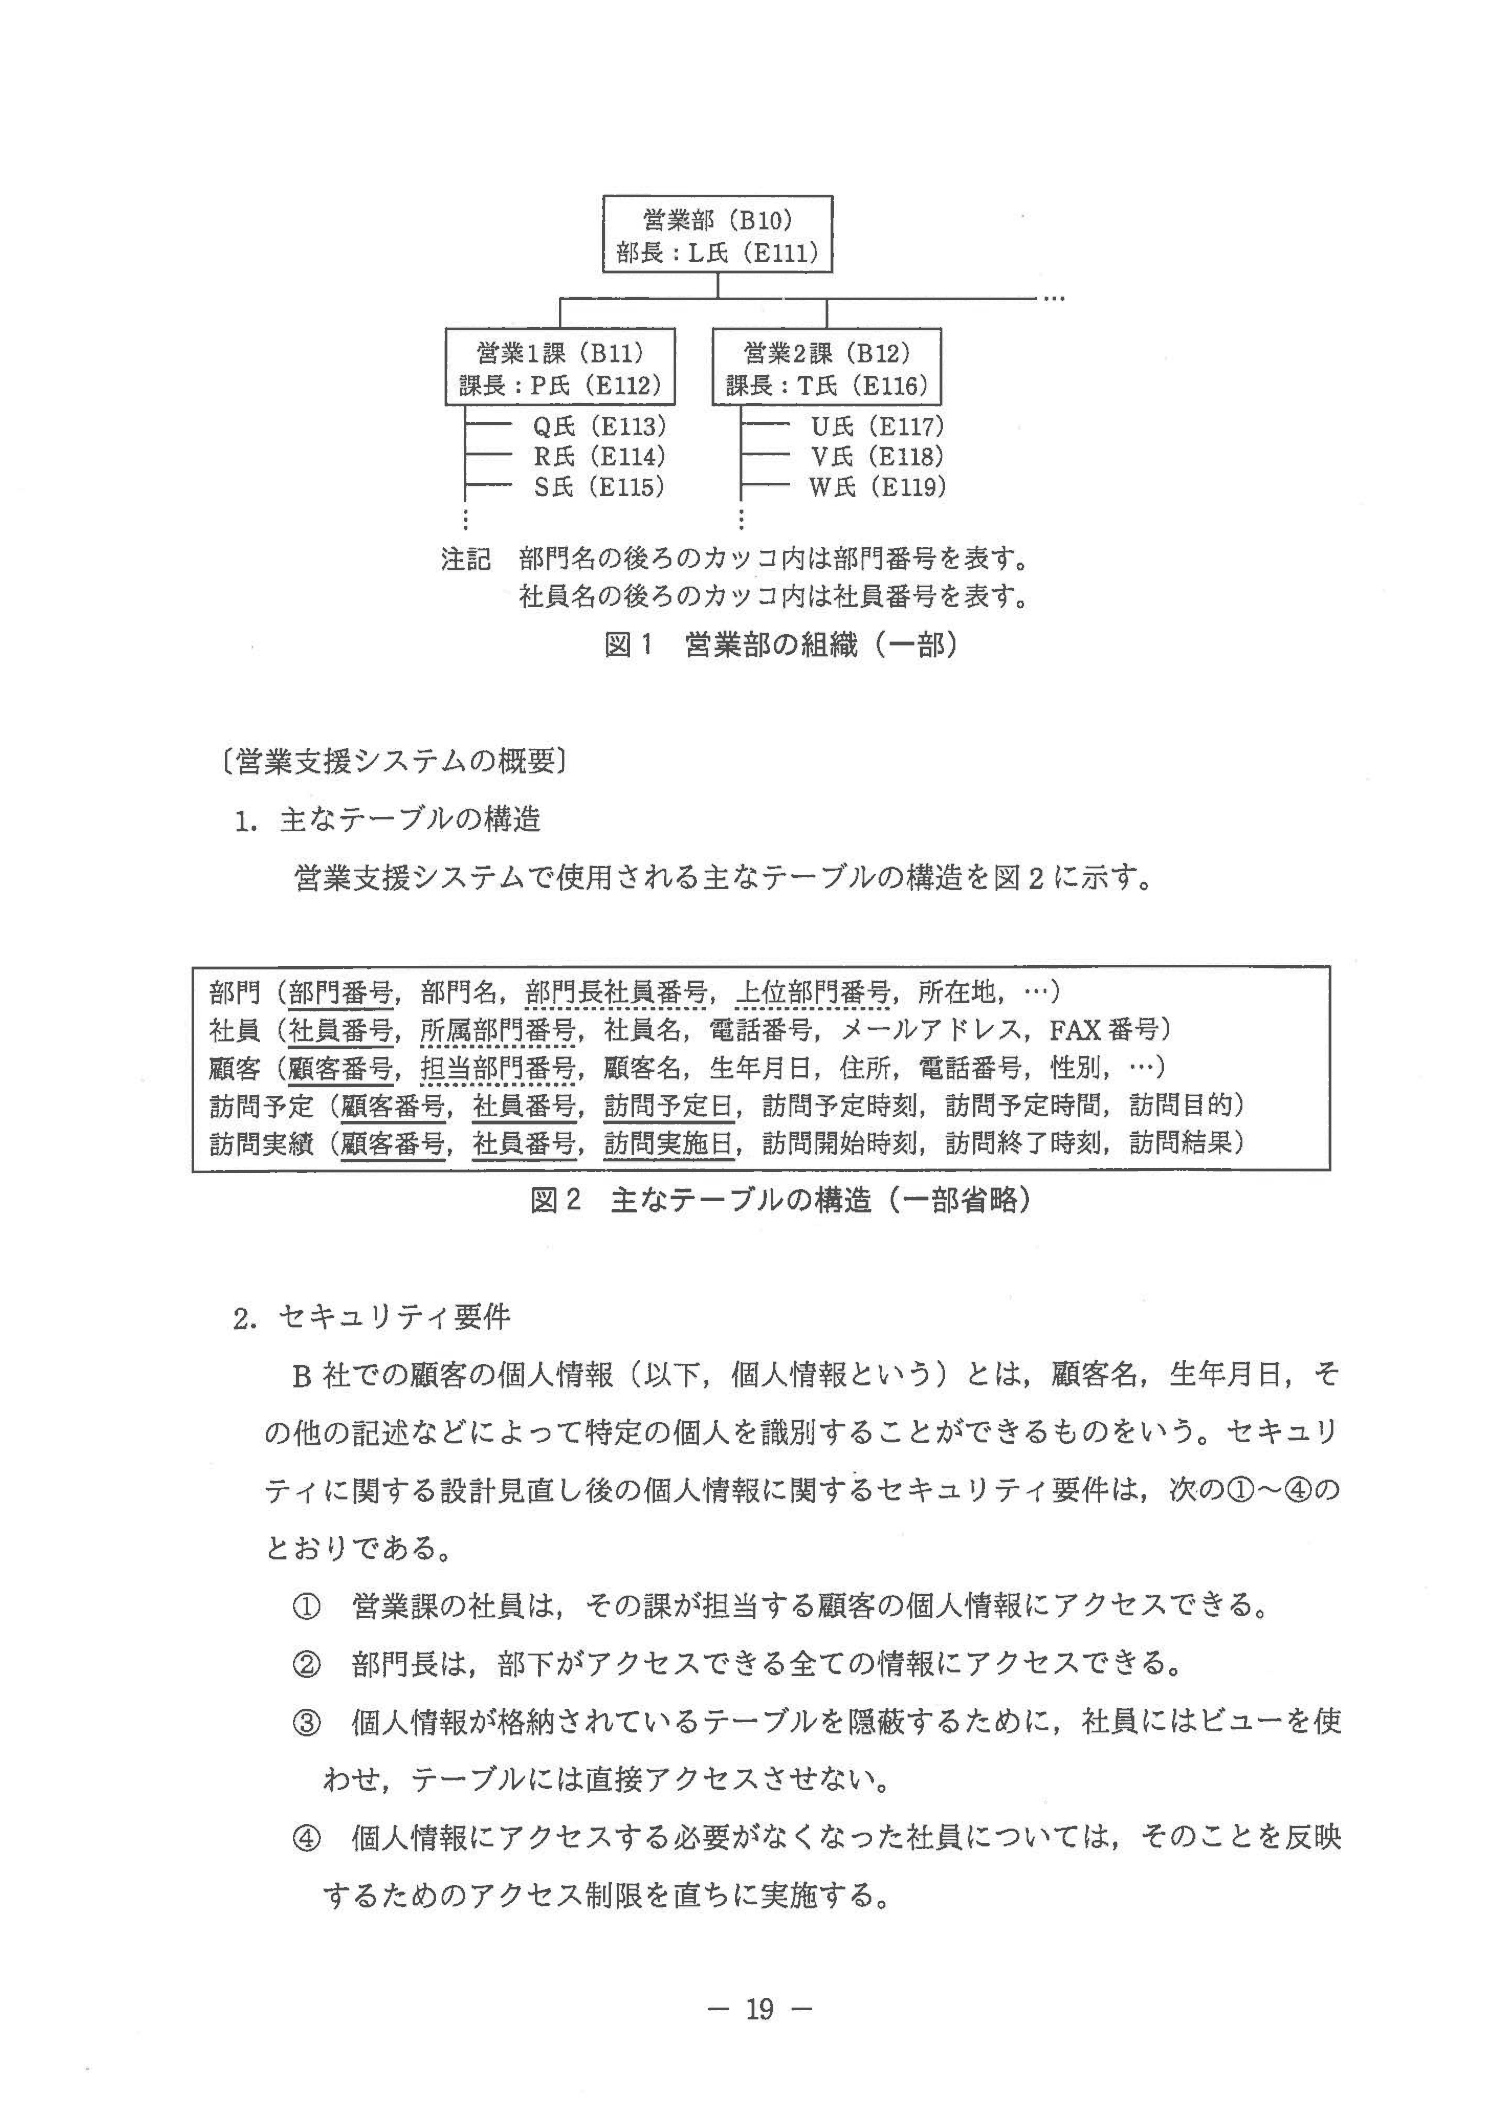 営業部（B10）
部長：L氏（E111）
…
営業1課（B11）
課長：P氏（E112）
営業2課（B12）
課長：T氏（E116）
Q氏（E113）
R氏（E114）
S氏（E115）
⋮
U氏（E117）
V氏（E118）
W氏（E119）
⋮
注記　部門名の後ろのカッコ内は部門番号を表す。
社員名の後ろのカッコ内は社員番号を表す。
図1　営業部の組織（一部）
〔営業支援システムの概要〕
1. 主なテーブルの構造
営業支援システムで使用される主なテーブルの構造を図2に示す。
部門（部門番号，部門名，部門長社員番号，上位部門番号，所在地，…）
社員（社員番号，所属部門番号，社員名，電話番号，メールアドレス，FAX番号）
顧客（顧客番号，担当部門番号，顧客名，生年月日，住所，電話番号，性別，…）
訪問予定（顧客番号，社員番号，訪問予定日，訪問予定時刻，訪問予定時間，訪問目的）
訪問実績（顧客番号，社員番号，訪問実施日，訪問開始時刻，訪問終了時刻，訪問結果）
図2　主なテーブルの構造（一部省略）
2. セキュリティ要件
B社での顧客の個人情報（以下，個人情報という）とは，顧客名，生年月日，そ
の他の記述などによって特定の個人を識別することができるものをいう。セキュリ
ティに関する設計見直し後の個人情報に関するセキュリティ要件は，次の①～④の
とおりである。
①　営業課の社員は，その課が担当する顧客の個人情報にアクセスできる。
②　部門長は，部下がアクセスできる全ての情報にアクセスできる。
③　個人情報が格納されているテーブルを隠蔽するために，社員にはビューを使
わせ，テーブルには直接アクセスさせない。
④　個人情報にアクセスする必要がなくなった社員については，そのことを反映
するためのアクセス制限を直ちに実施する。
－ 19 －